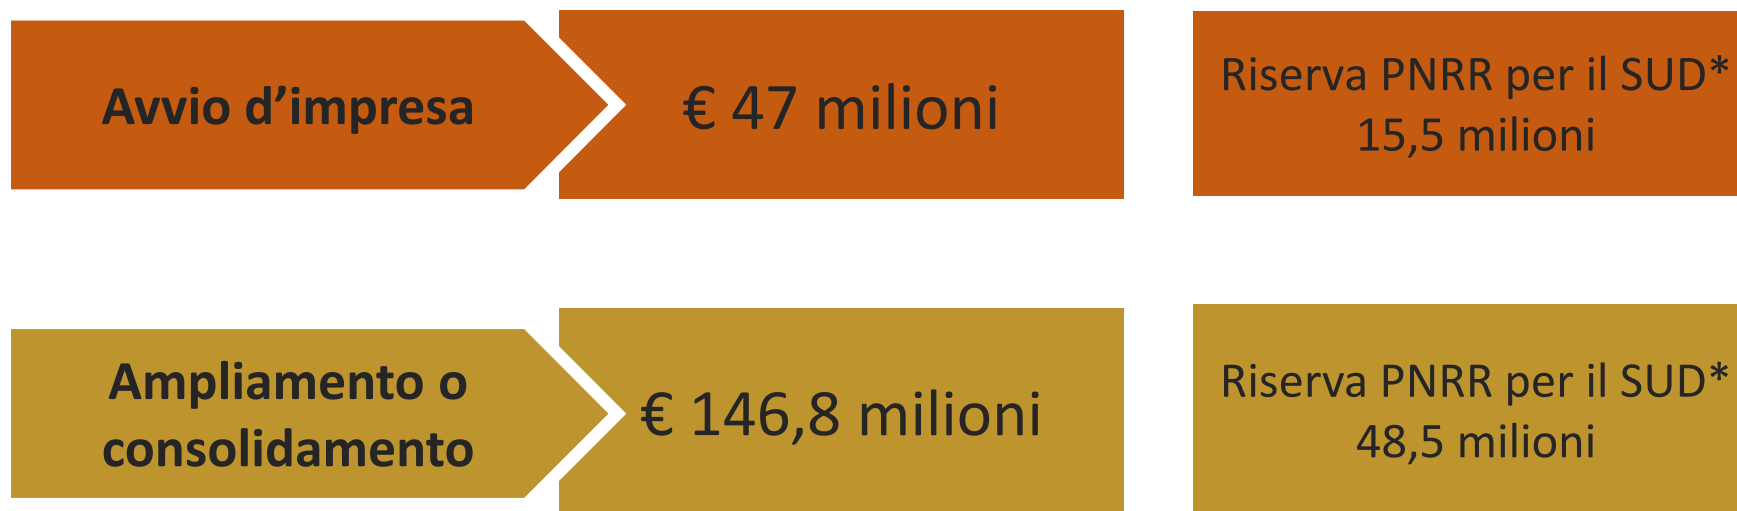 Avvio d’impresa
€ 47 milioni
Riserva PNRR per il SUD*
15,5 milioni
Ampliamento o
consolidamento
€ 146,8 milioni
Riserva PNRR per il SUD*
48,5 milioni